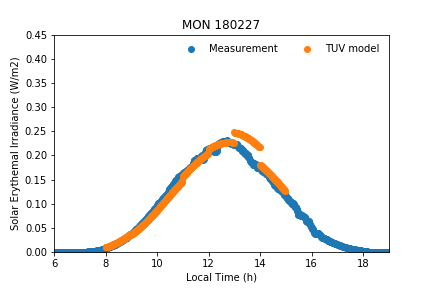 MON 180227
Measurement TUV model
Solar Erythemal Irradiance (W/m2)
0.45
0.40
0.35
0.30
0.25
0.20
0.15
0.10
0.05
0.00
6 8 10 12 14 16 18
Local Time (h)